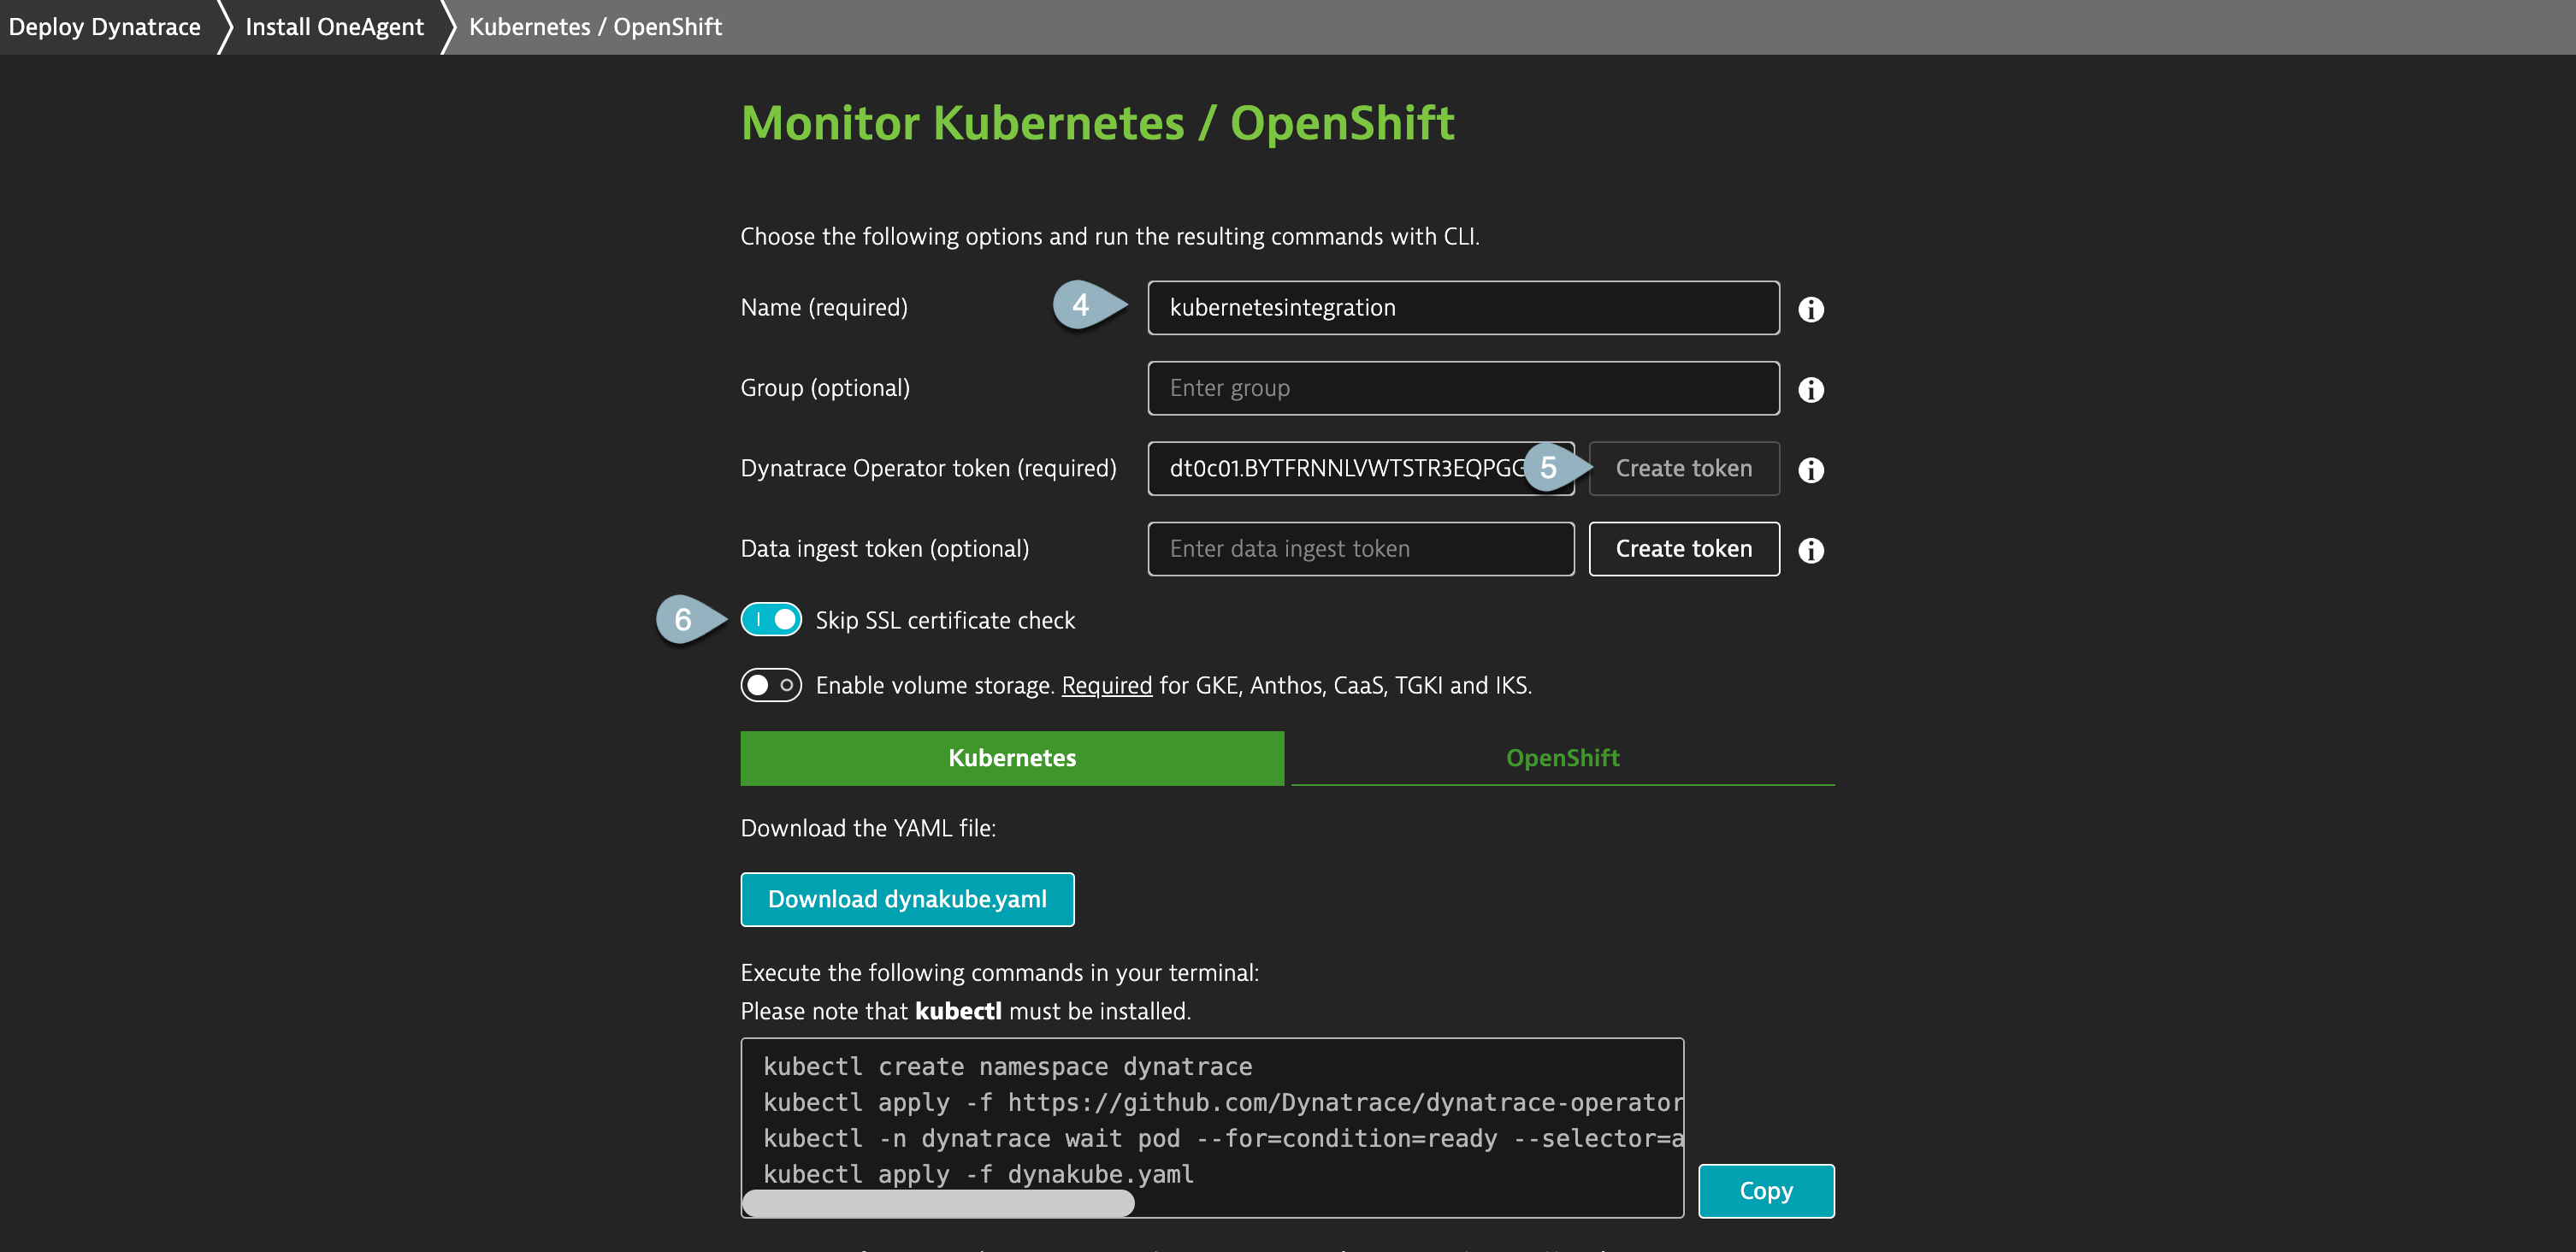 Deploy Dynatrace Install OneAgent Kubernetes / OpenShift
Monitor Kubernetes / OpenShift
Choose the following options and run the resulting commands with CLI.
Name (required) 4 kubernetesintegration
Group (optional) Enter group
Dynatrace Operator token (required) dt0c01.BYTFRNNLVWTSTR3EQPGG 5 Create token
Data ingest token (optional) Enter data ingest token Create token
6 Skip SSL certificate check
Enable volume storage. Required for GKE, Anthos, CaaS, TGKI and IKS.
Kubernetes OpenShift
Download the YAML file:
Download dynakube.yaml
Execute the following commands in your terminal:
Please note that kubectl must be installed.
kubectl create namespace dynatrace
kubectl apply -f https://github.com/Dynatrace/dynatrace-operator
kubectl -n dynatrace wait pod --for=condition=ready --selector=a
kubectl apply -f dynakube.yaml
Copy